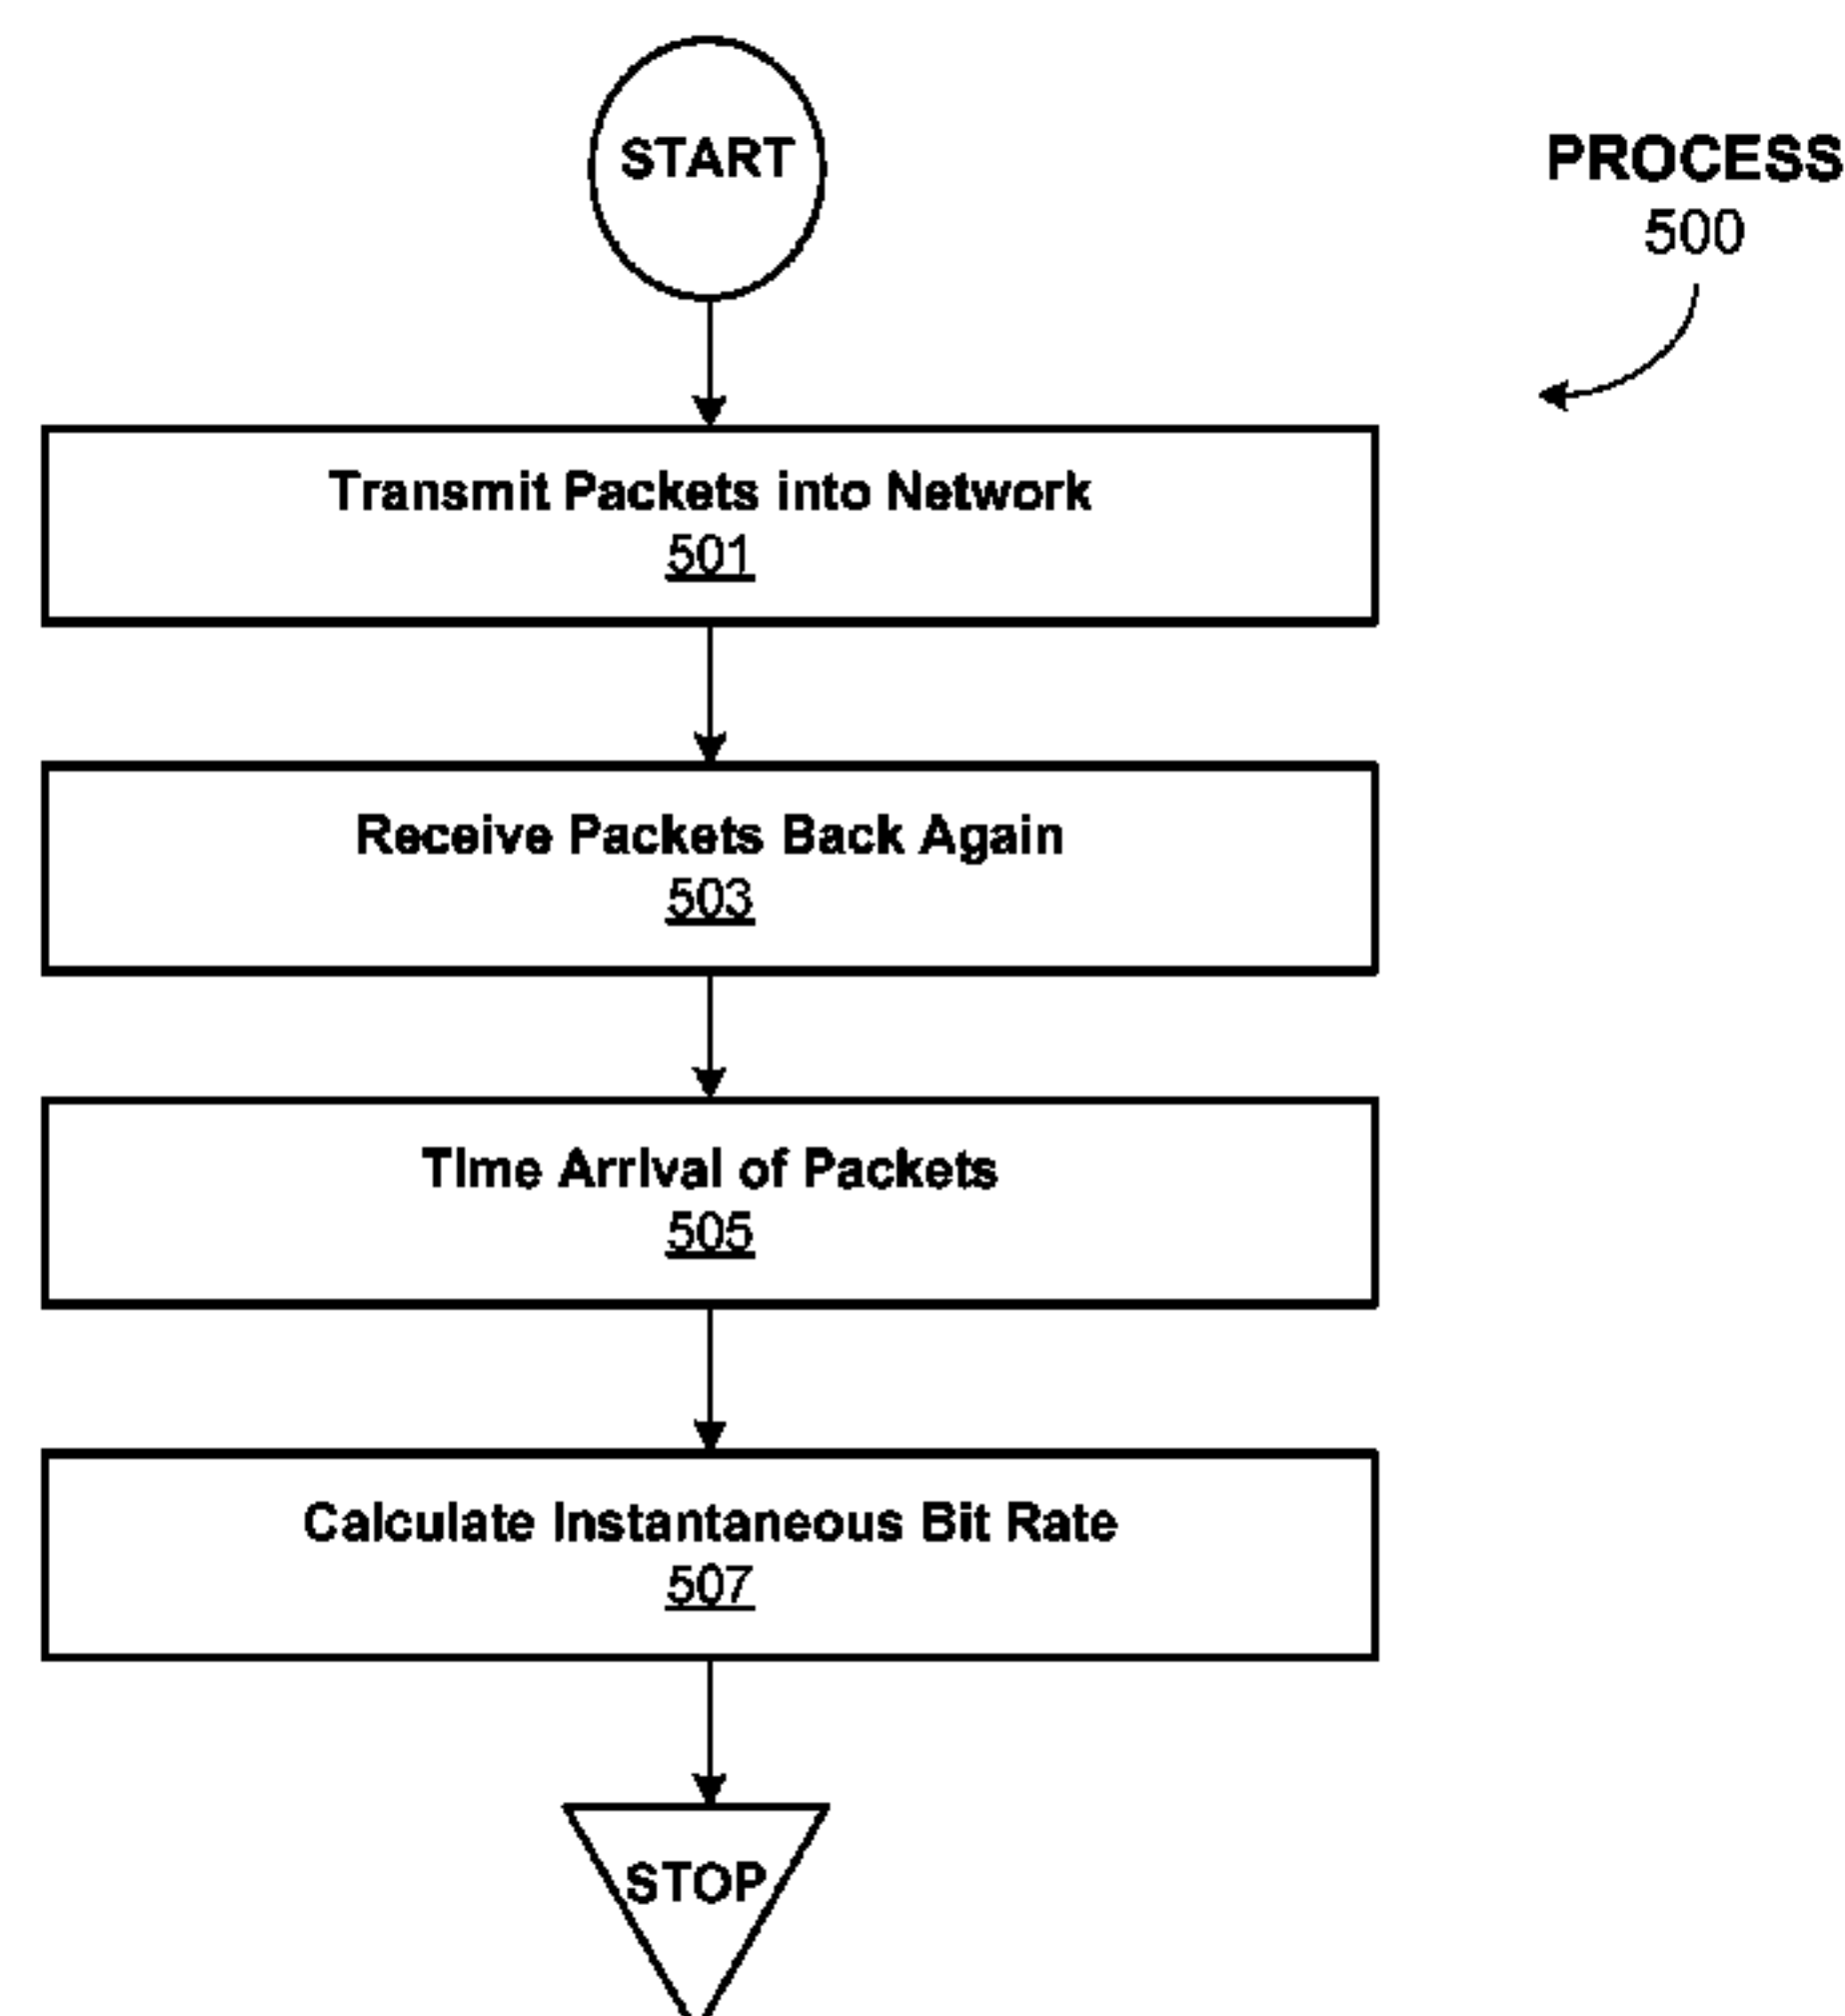 START
PROCESS
500
Transmit Packets into Network
501
Receive Packets Back Again
503
Time Arrival of Packets
505
Calculate Instantaneous Bit Rate
507
STOP